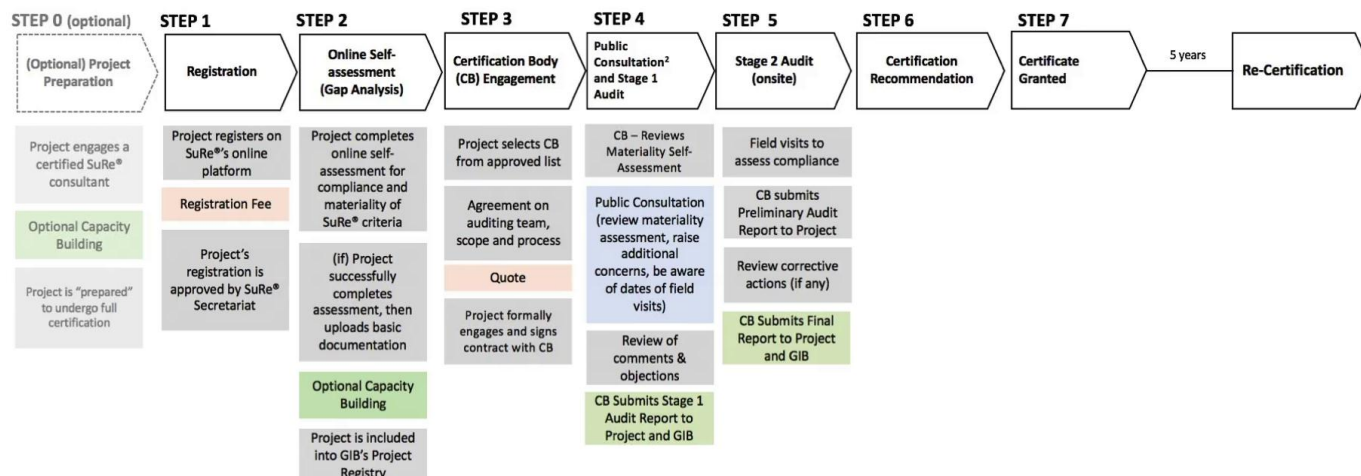 STEP 0 (optional)
(Optional) Project
Preparation
Project engages a
certified SuRe®
consultant
Optional Capacity
Building
Project is “prepared”
to undergo full
certification
STEP 1
Registration
Project registers on
SuRe®’s online
platform
Registration Fee
Project’s
registration is
approved by SuRe®
Secretariat
STEP 2
Online Self-
assessment
(Gap Analysis)
Project completes
online self-
assessment for
compliance and
materiality of
SuRe® criteria
(if) Project
successfully
completes
assessment, then
uploads basic
documentation
Optional Capacity
Building
Project is included
into GIB’s Project
Registry
STEP 3
Certification Body
(CB) Engagement
Project selects CB
from approved list
Agreement on
auditing team,
scope and process
Quote
Project formally
engages and signs
contract with CB
STEP 4
Public
Consultation²
and Stage 1
Audit
CB – Reviews
Materiality Self-
Assessment
Public Consultation
(review materiality
assessment, raise
additional
concerns, be aware
of dates of field
visits)
Review of
comments &
objections
CB Submits Stage 1
Audit Report to
Project and GIB
STEP 5
Stage 2 Audit
(onsite)
Field visits to
assess compliance
CB submits
Preliminary Audit
Report to Project
Review corrective
actions (if any)
CB Submits Final
Report to Project
and GIB
STEP 6
Certification
Recommendation
STEP 7
Certificate
Granted
5 years
Re-Certification